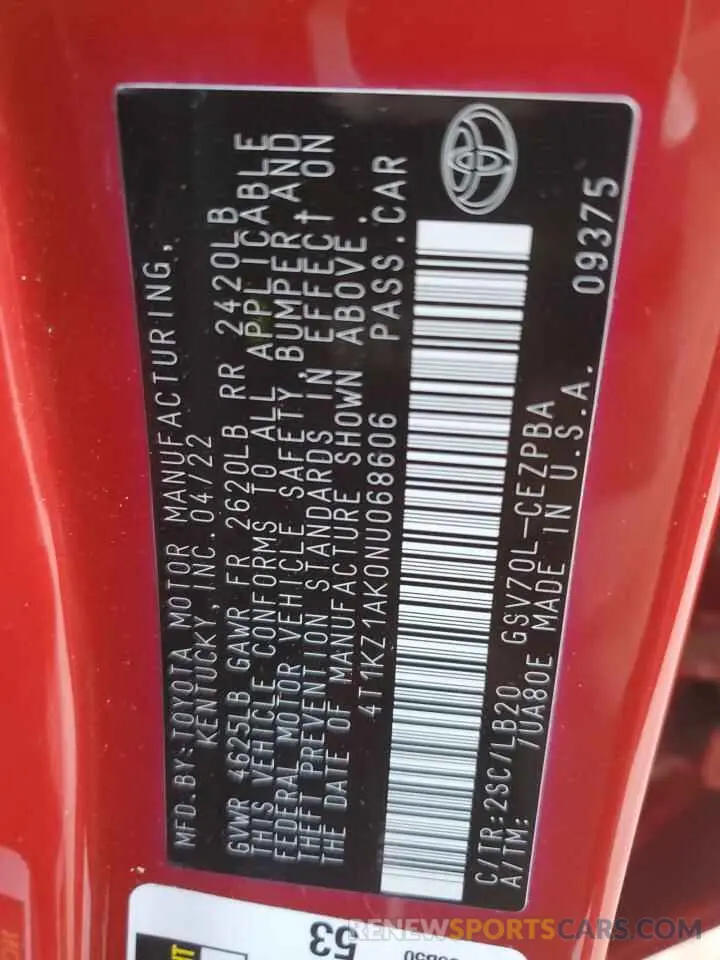 MFD.BY:TOYOTA MOTOR MANUFACTURING,
KENTUCKY, INC. 04/22
GVWR 4625LB GAWR FR 2620LB RR 2420LB
THIS VEHICLE CONFORMS TO ALL APPLICABLE
FEDERAL MOTOR VEHICLE SAFETY, BUMPER AND
THEFT PREVENTION STANDARDS IN EFFECT ON
THE DATE OF MANUFACTURE SHOWN ABOVE.
4T1KZ1AK0NU068606 PASS.CAR
C/TR:2SC/LB20 GSV70L-CEZPBA
A/TM: /UA80E MADE IN U.S.A. 09375
53
RENEWSPORTSCARS.COM